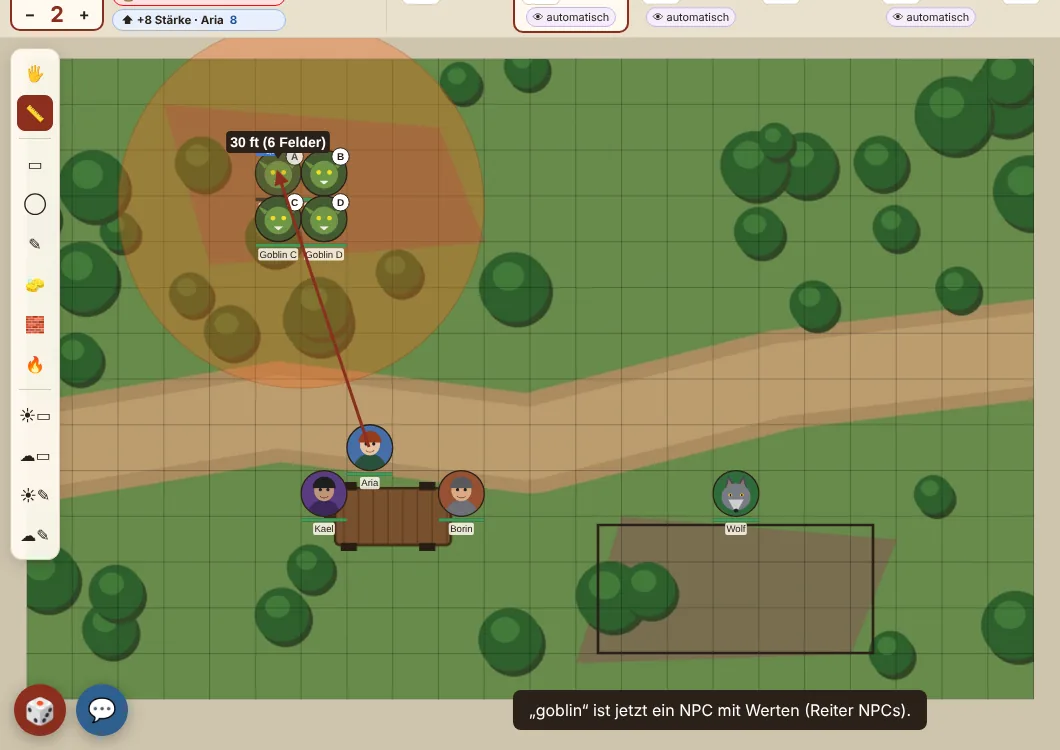 − 2 +
+8 Stärke · Aria 8
automatisch
automatisch
automatisch
30 ft (6 Felder)
A
B
C
D
Goblin C
Goblin D
Aria
Kael
Borin
Wolf
„goblin“ ist jetzt ein NPC mit Werten (Reiter NPCs).